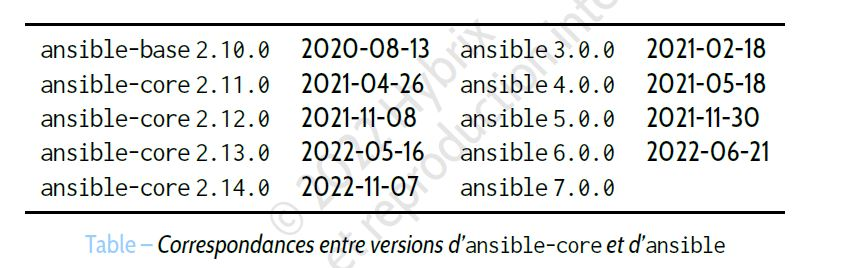 ansible-base 2.10.0 2020-08-13 ansible 3.0.0 2021-02-18
ansible-core 2.11.0 2021-04-26 ansible 4.0.0 2021-05-18
ansible-core 2.12.0 2021-11-08 ansible 5.0.0 2021-11-30
ansible-core 2.13.0 2022-05-16 ansible 6.0.0 2022-06-21
ansible-core 2.14.0 2022-11-07 ansible 7.0.0
Table – Correspondances entre versions d'ansible-core et d'ansible
© 2022 Hybrix
et reproduction